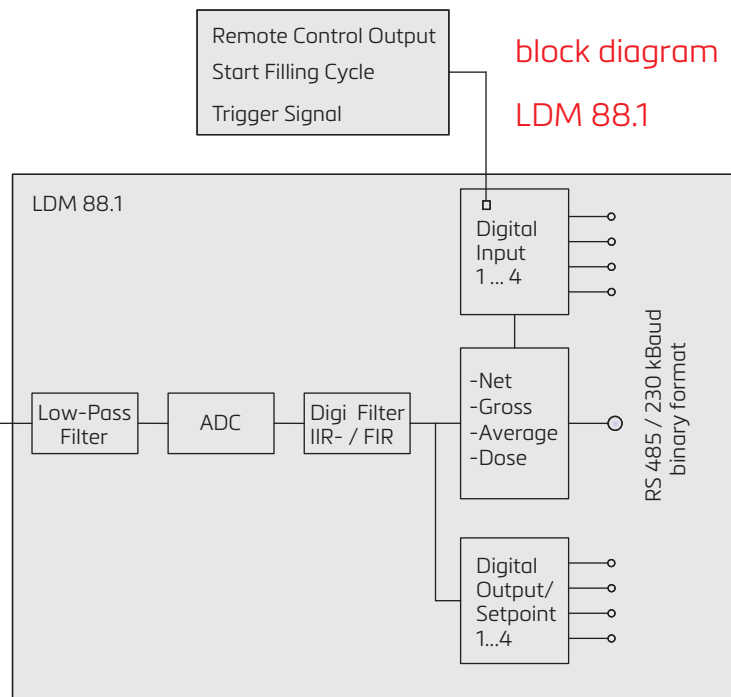 Remote Control Output
Start Filling Cycle
Trigger Signal
block diagram
LDM 88.1
LDM 88.1
Digital
Input
1 ... 4
Low-Pass
Filter
ADC
Digi Filter
IIR- / FIR
-Net
-Gross
-Average
-Dose
RS 485 / 230 kBaud
binary format
Digital
Output/
Setpoint
1...4